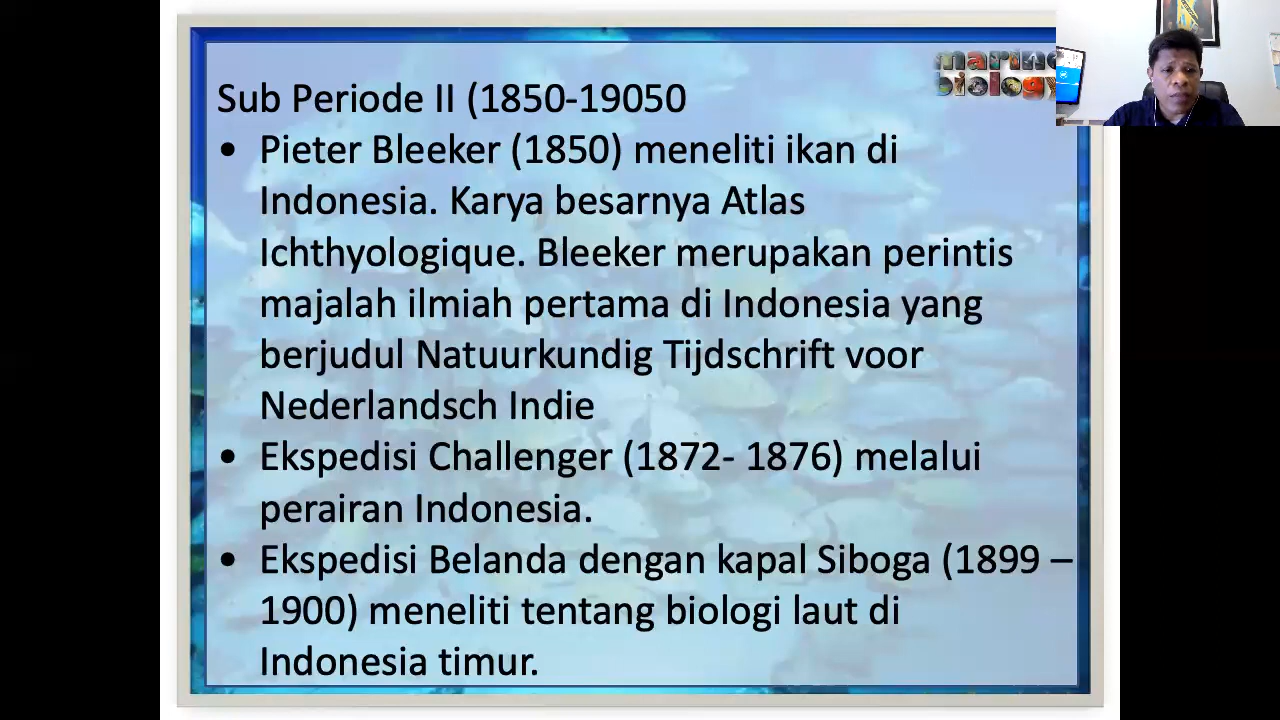 marine
biology
Sub Periode II (1850-19050
• Pieter Bleeker (1850) meneliti ikan di
Indonesia. Karya besarnya Atlas
Ichthyologique. Bleeker merupakan perintis
majalah ilmiah pertama di Indonesia yang
berjudul Natuurkundig Tijdschrift voor
Nederlandsch Indie
• Ekspedisi Challenger (1872- 1876) melalui
perairan Indonesia.
• Ekspedisi Belanda dengan kapal Siboga (1899 –
1900) meneliti tentang biologi laut di
Indonesia timur.